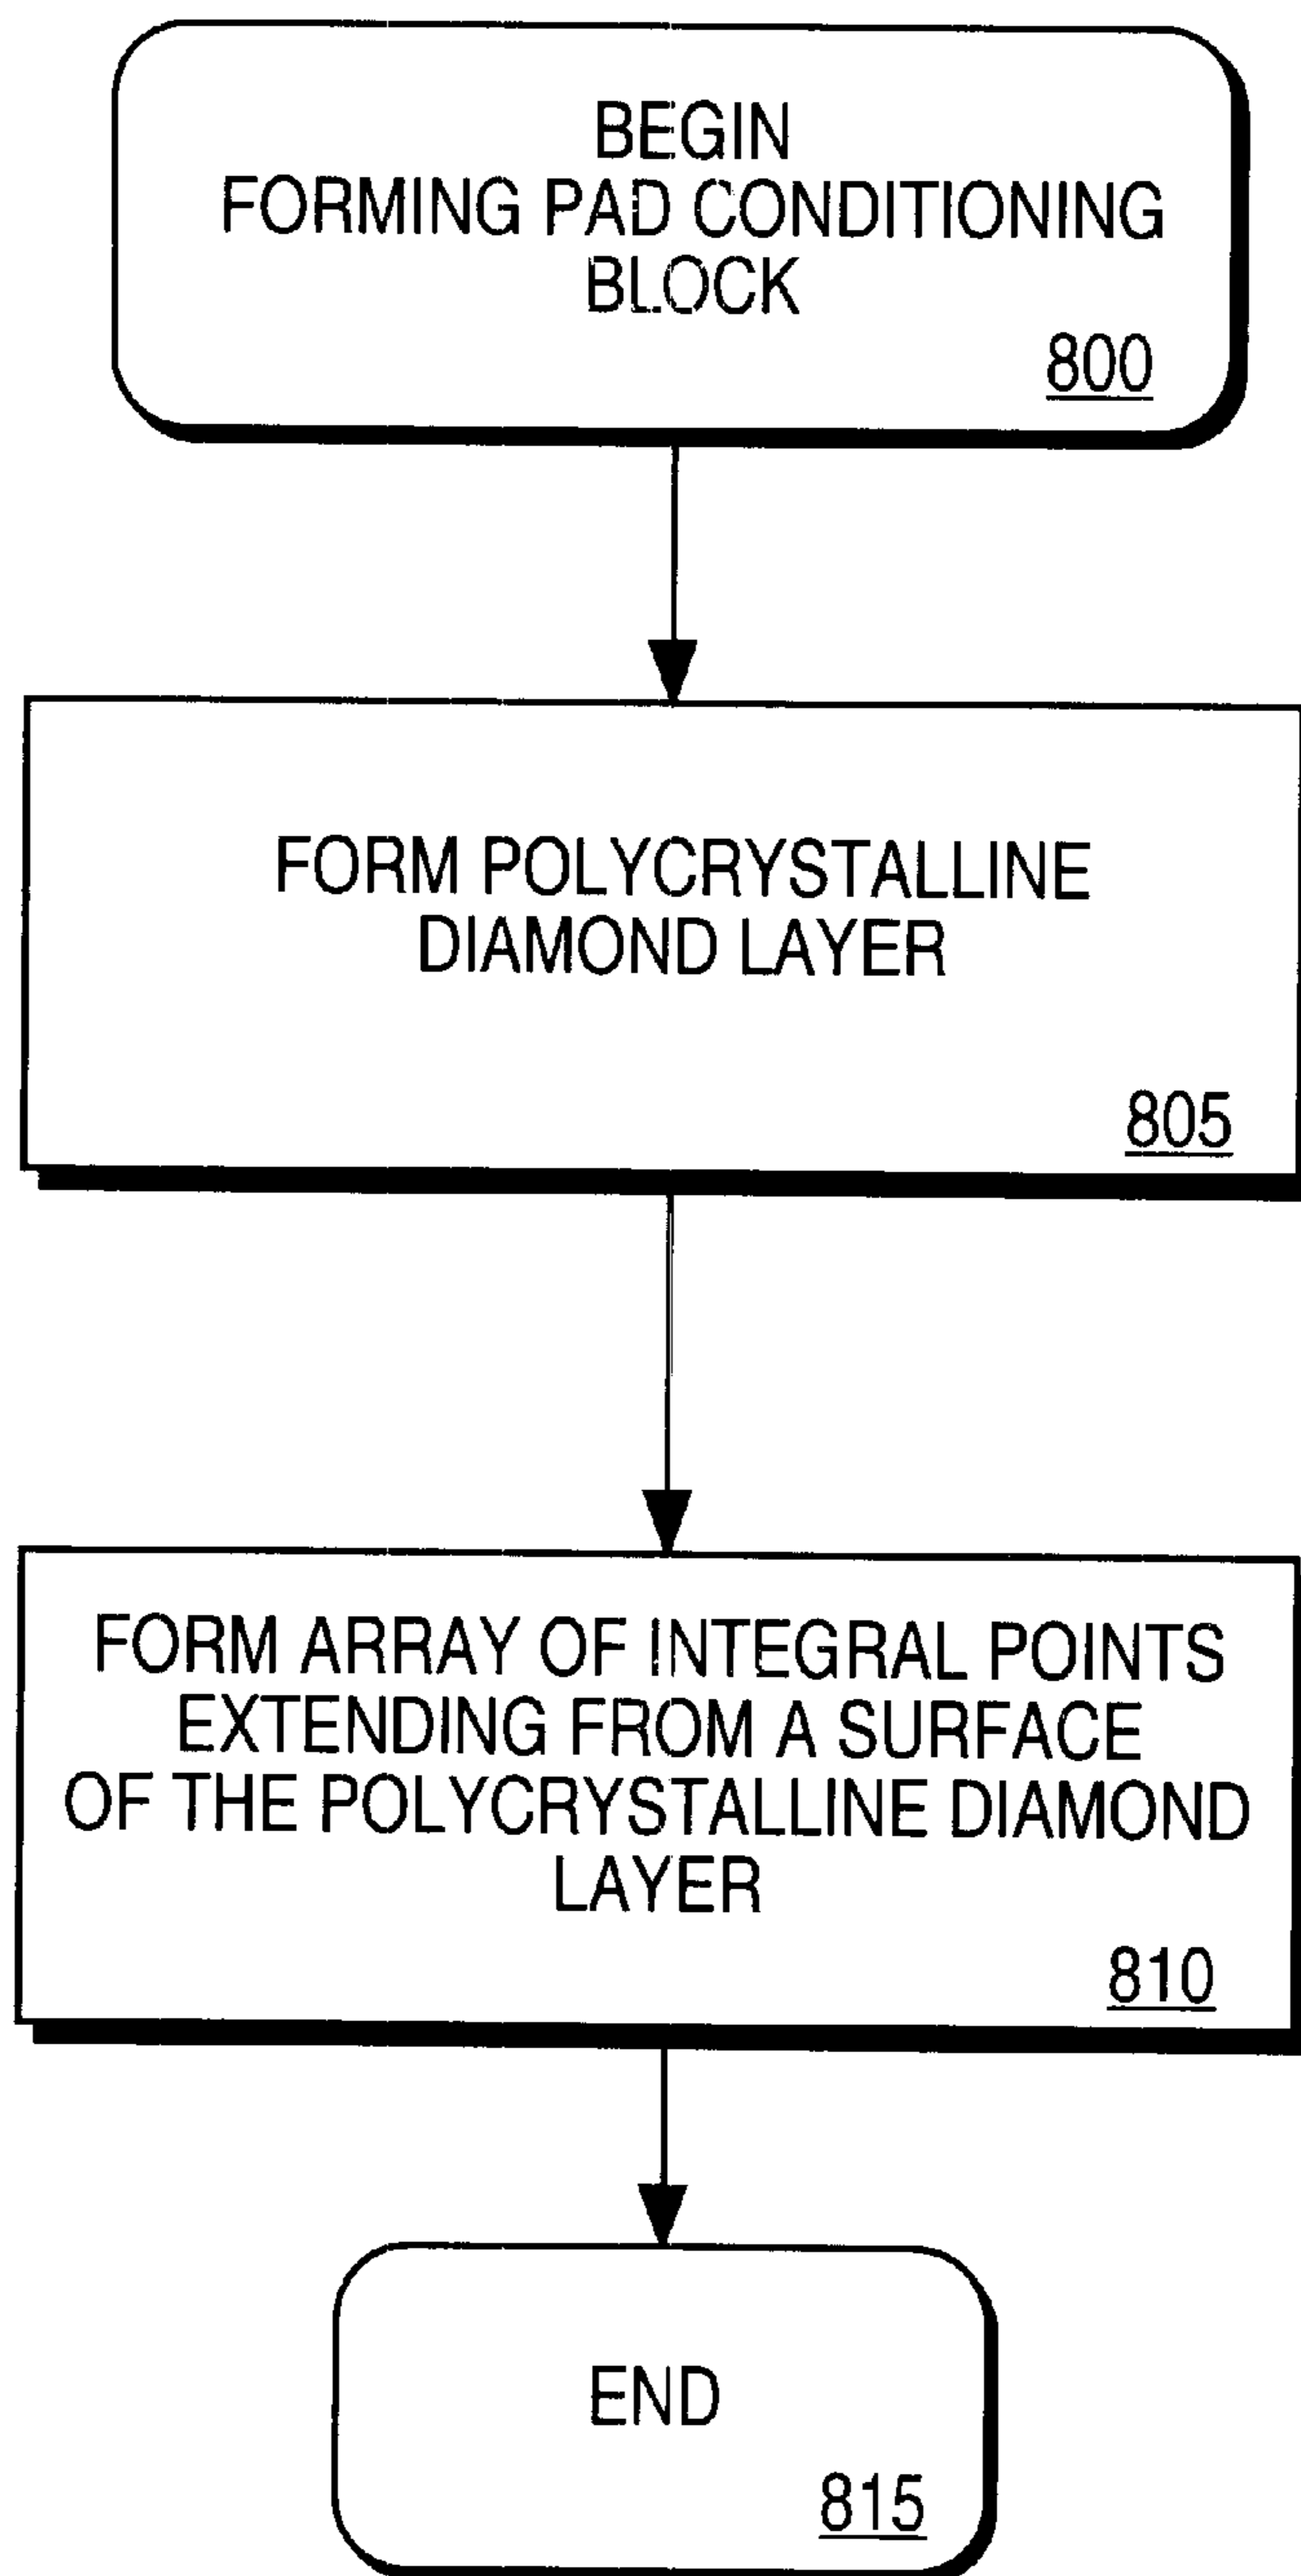 BEGIN
FORMING PAD CONDITIONING
BLOCK
800
FORM POLYCRYSTALLINE
DIAMOND LAYER
805
FORM ARRAY OF INTEGRAL POINTS
EXTENDING FROM A SURFACE
OF THE POLYCRYSTALLINE DIAMOND
LAYER
810
END
815